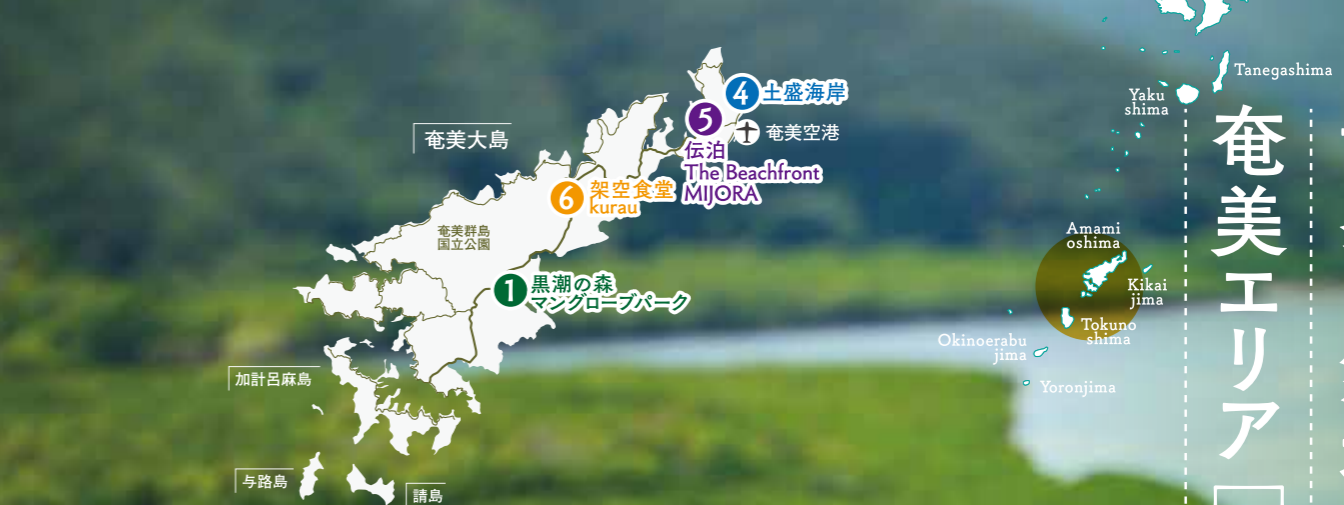 奄美大島
4 土盛海岸
5
奄美空港
伝泊
The Beachfront
MIJORA
6 架空食堂
kurau
奄美群島
国立公園
1 黒潮の森
マングローブパーク
加計呂麻島
与路島
請島
Tanegashima
Yaku
shima
Amami
oshima
Kikai
jima
Tokuno
shima
Okinoerabu
jima
Yoronjima
奄美エリア